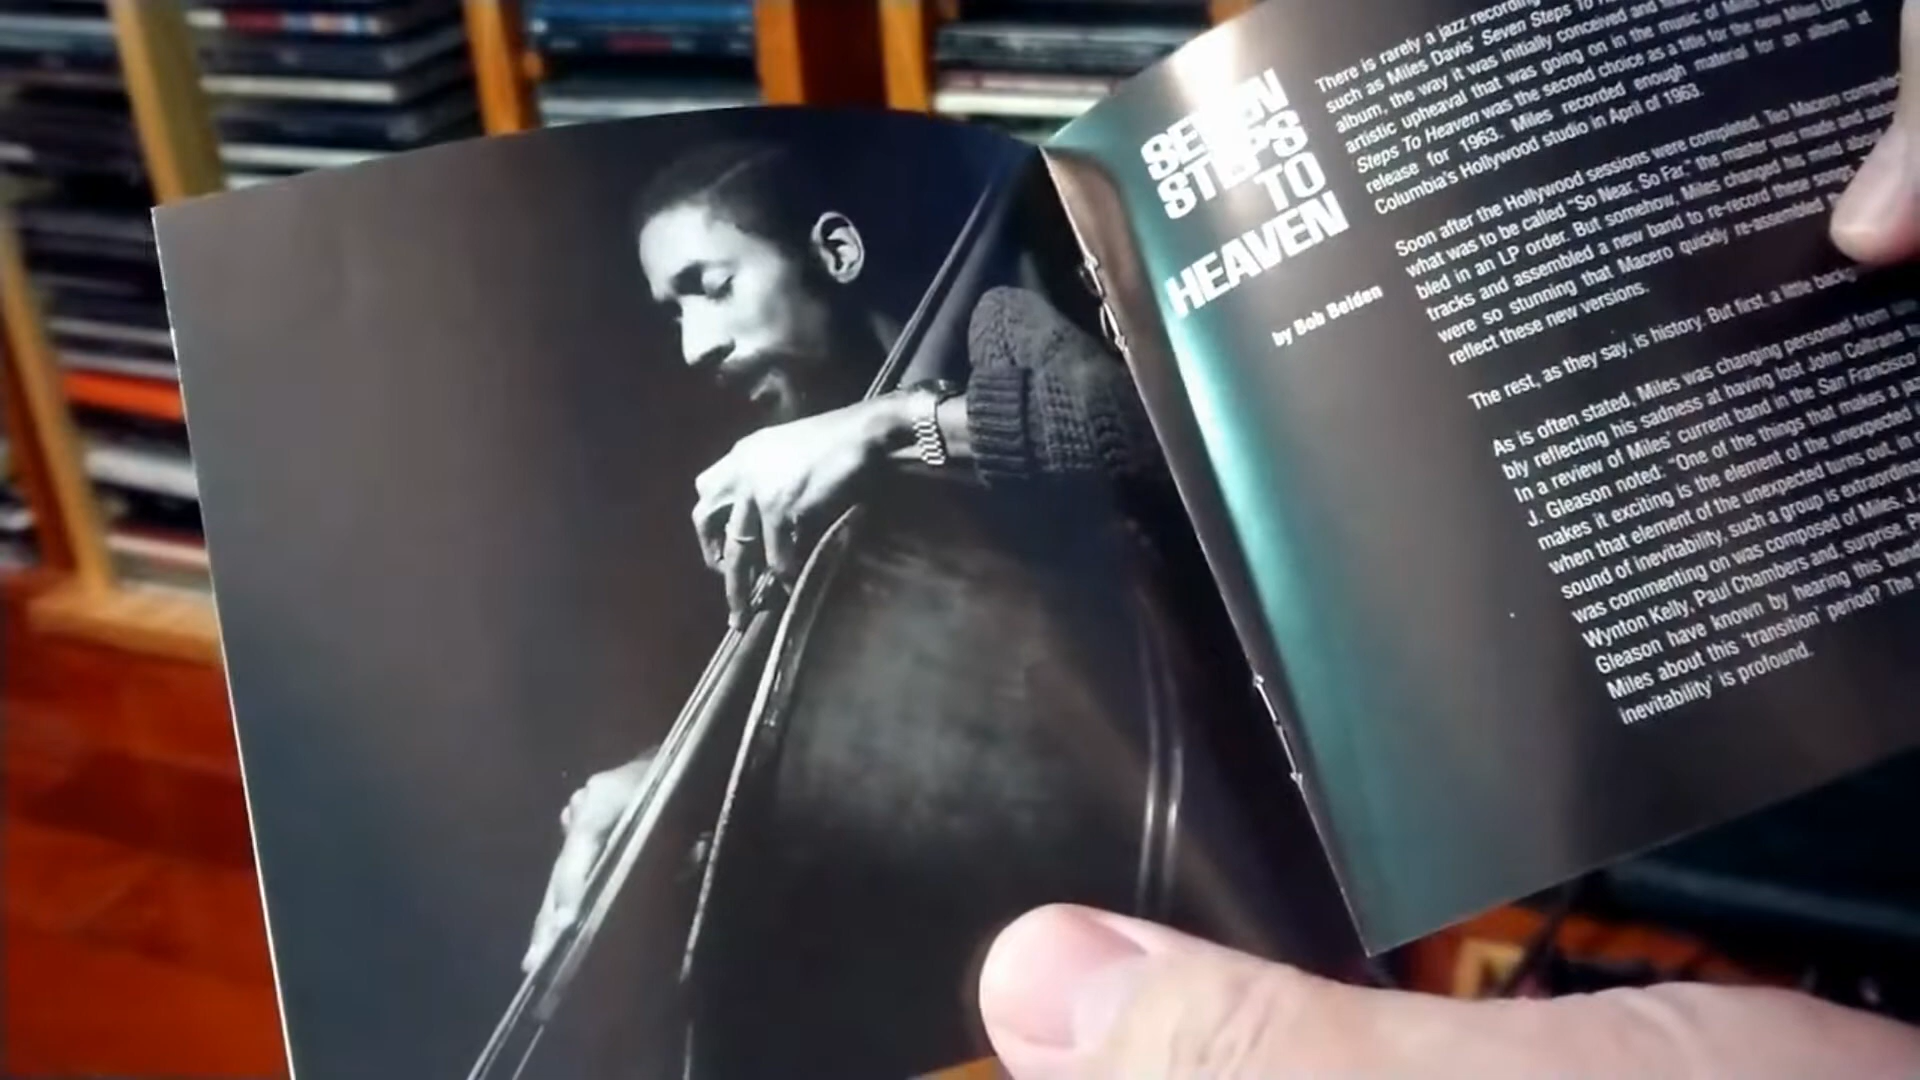 SEVEN
STEPS
TO
HEAVEN
by Bob Belden
There is rarely a jazz recording
such as Miles Davis' Seven Steps To
album, the way it was initially conceived and
artistic upheaval that was going on in the music of Miles
Steps To Heaven was the second choice as a title for the new Miles
release for 1963. Miles recorded enough material for an album at
Columbia's Hollywood studio in April of 1963.
Soon after the Hollywood sessions were completed, Teo Macero compiled
what was to be called "So Near, So Far," the master was made and
bled in an LP order. But somehow, Miles changed his mind about
tracks and assembled a new band to re-record these songs.
were so stunning that Macero quickly re-assembled
reflect these new versions.
The rest, as they say, is history. But first, a little
As is often stated, Miles was changing personnel from
bly reflecting his sadness at having lost John Coltrane
In a review of Miles' current band in the San Francisco
J. Gleason noted: "One of the things that makes a
makes it exciting is the element of the unexpected
when that element of the unexpected turns out, in
sound of inevitability, such a group is extraordinary
was commenting on was composed of Miles, J.J.
Wynton Kelly, Paul Chambers and, surprise,
Gleason have known by hearing this band
Miles about this 'transition' period? The
inevitability' is profound.